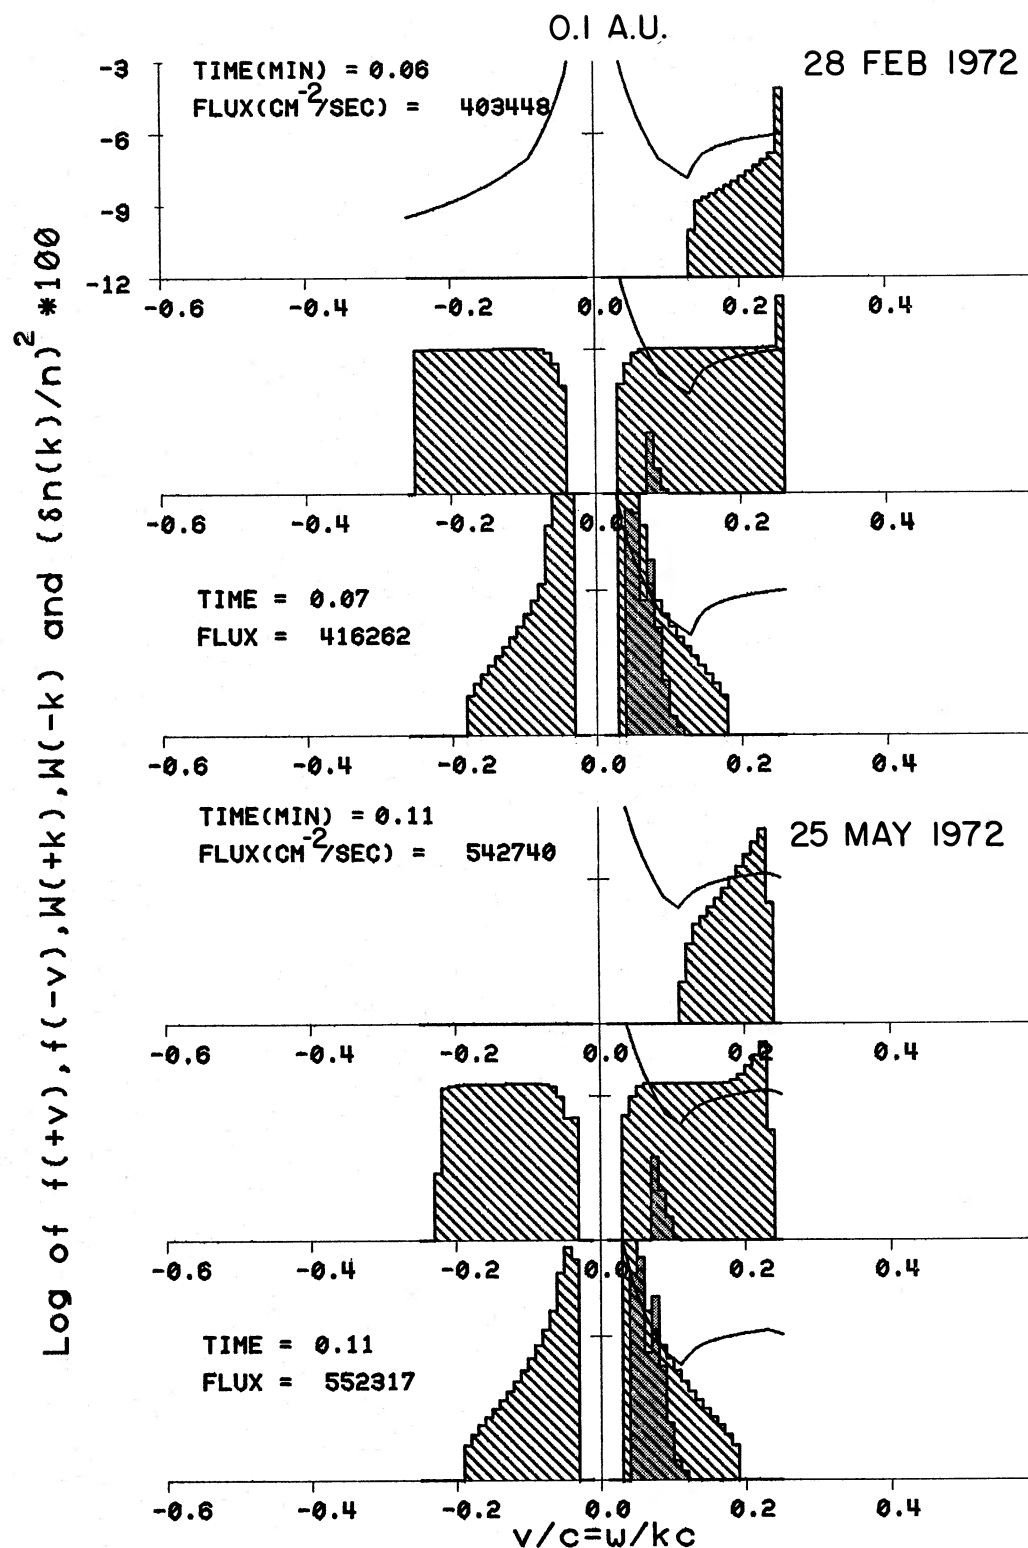 0.1 A.U.
28 FEB 1972
TIME(MIN) = 0.06
FLUX(CM⁻²/SEC) = 403448
-3
-6
-9
-12
-0.6 -0.4 -0.2 0.0 0.2 0.4
-0.6 -0.4 -0.2 0.0 0.2 0.4
TIME = 0.07
FLUX = 416262
-0.6 -0.4 -0.2 0.0 0.2 0.4
TIME(MIN) = 0.11
FLUX(CM⁻²/SEC) = 542740
25 MAY 1972
-0.6 -0.4 -0.2 0.0 0.2 0.4
-0.6 -0.4 -0.2 0.0 0.2 0.4
TIME = 0.11
FLUX = 552317
-0.6 -0.4 -0.2 0.0 0.2 0.4
v/c=w/kc
Log of f(+v),f(-v),W(+k),W(-k) and (δn(k)/n)² *100